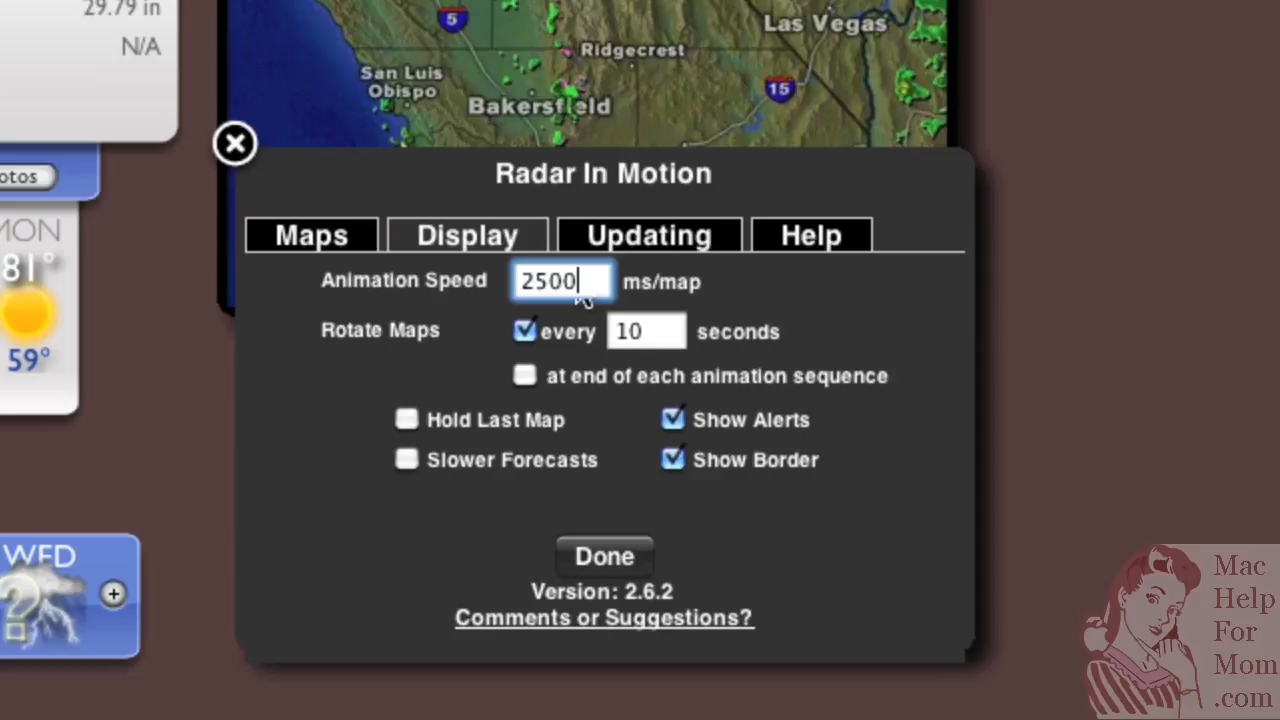 29.79 in
N/A
5
Las Vegas
Ridgecrest
San Luis
Obispo
15
Bakersfield
otos
Radar In Motion
MON
81°
59°
Maps
Display
Updating
Help
Animation Speed 2500 ms/map
Rotate Maps every 10 seconds
at end of each animation sequence
Hold Last Map
Show Alerts
Slower Forecasts
Show Border
WED
?
+
Done
Version: 2.6.2
Comments or Suggestions?
Mac
Help
For
Mom
.com